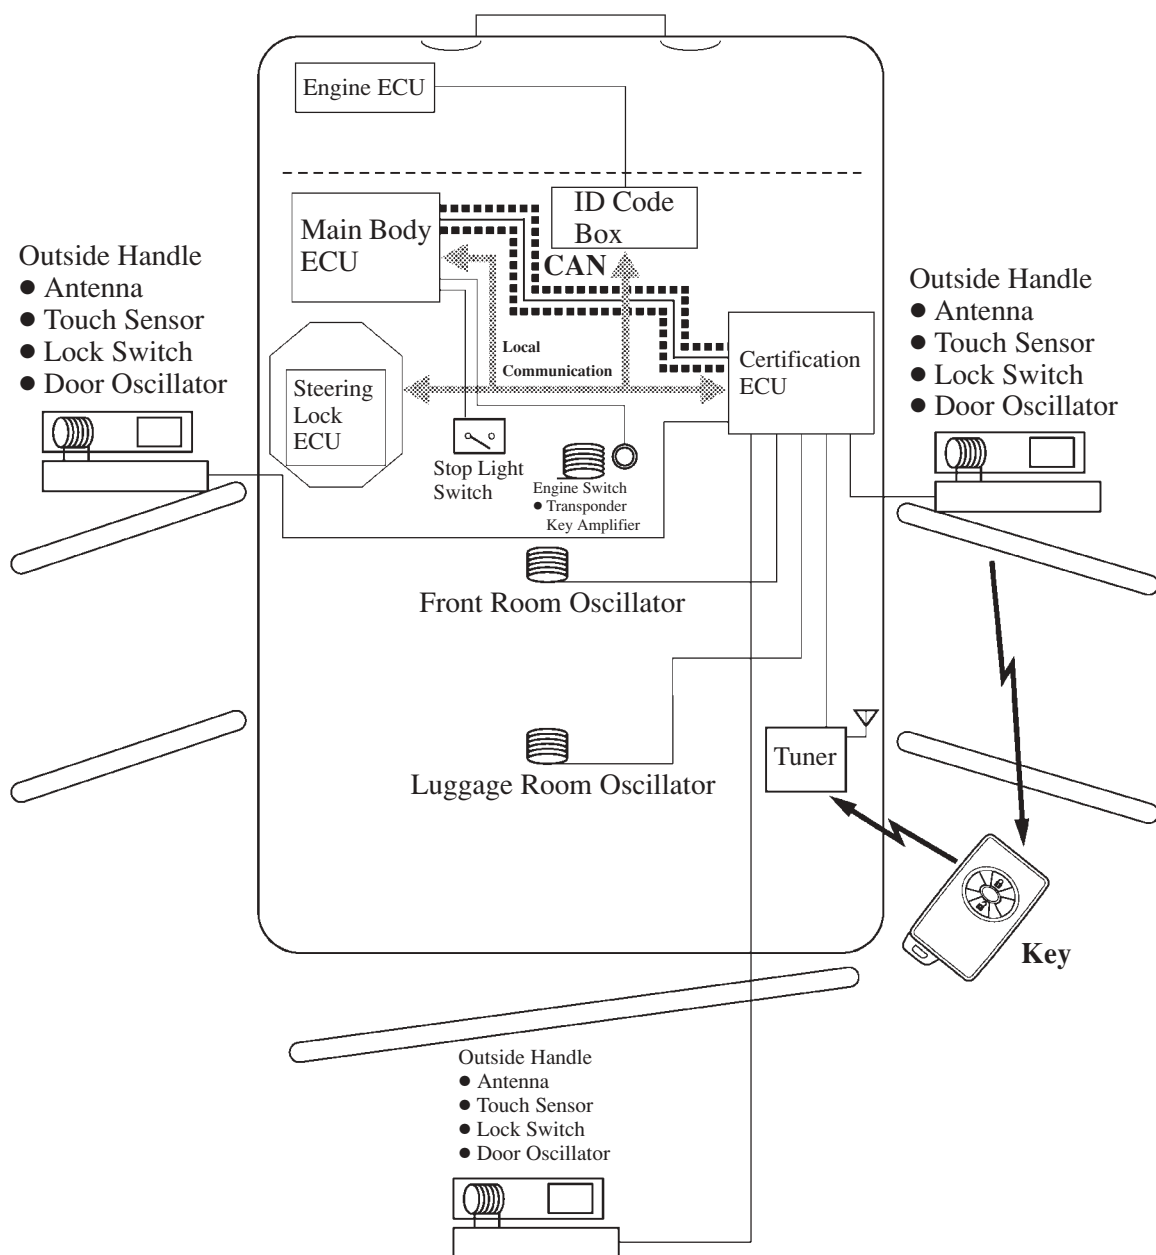 Engine ECU
Main Body
ECU
ID Code
Box
CAN
Outside Handle
● Antenna
● Touch Sensor
● Lock Switch
● Door Oscillator
Outside Handle
● Antenna
● Touch Sensor
● Lock Switch
● Door Oscillator
Local
Communication
Certification
ECU
Steering
Lock
ECU
Stop Light
Switch
Engine Switch
● Transponder
Key Amplifier
Front Room Oscillator
Luggage Room Oscillator
Tuner
Key
Outside Handle
● Antenna
● Touch Sensor
● Lock Switch
● Door Oscillator